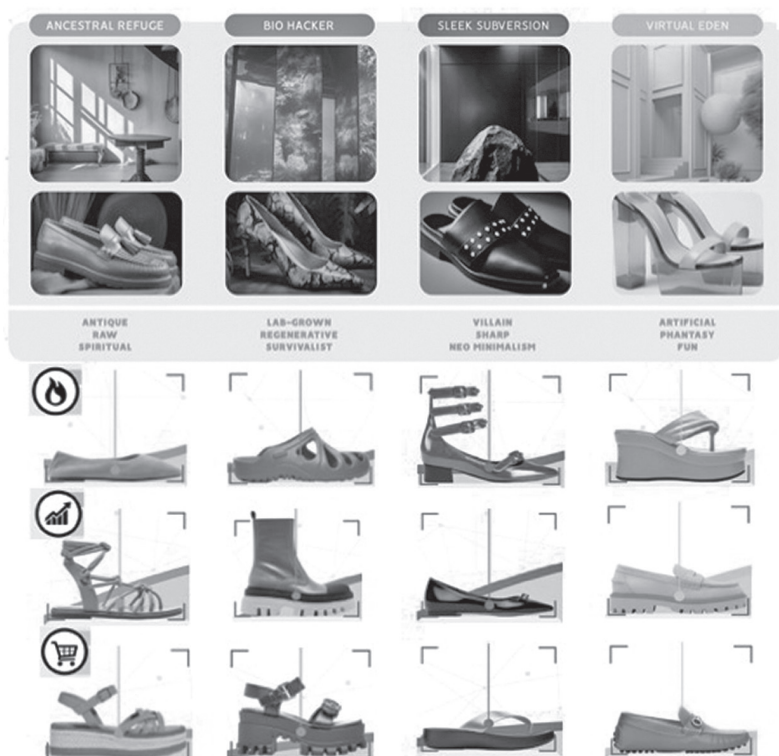 ANCESTRAL REFUGE
BIO HACKER
SLEEK SUBVERSION
VIRTUAL EDEN
ANTIQUE
RAW
SPIRITUAL
LAB-GROWN
REGENERATIVE
SURVIVALIST
VILLAIN
SHARP
NEO MINIMALISM
ARTIFICIAL
PHANTASY
FUN